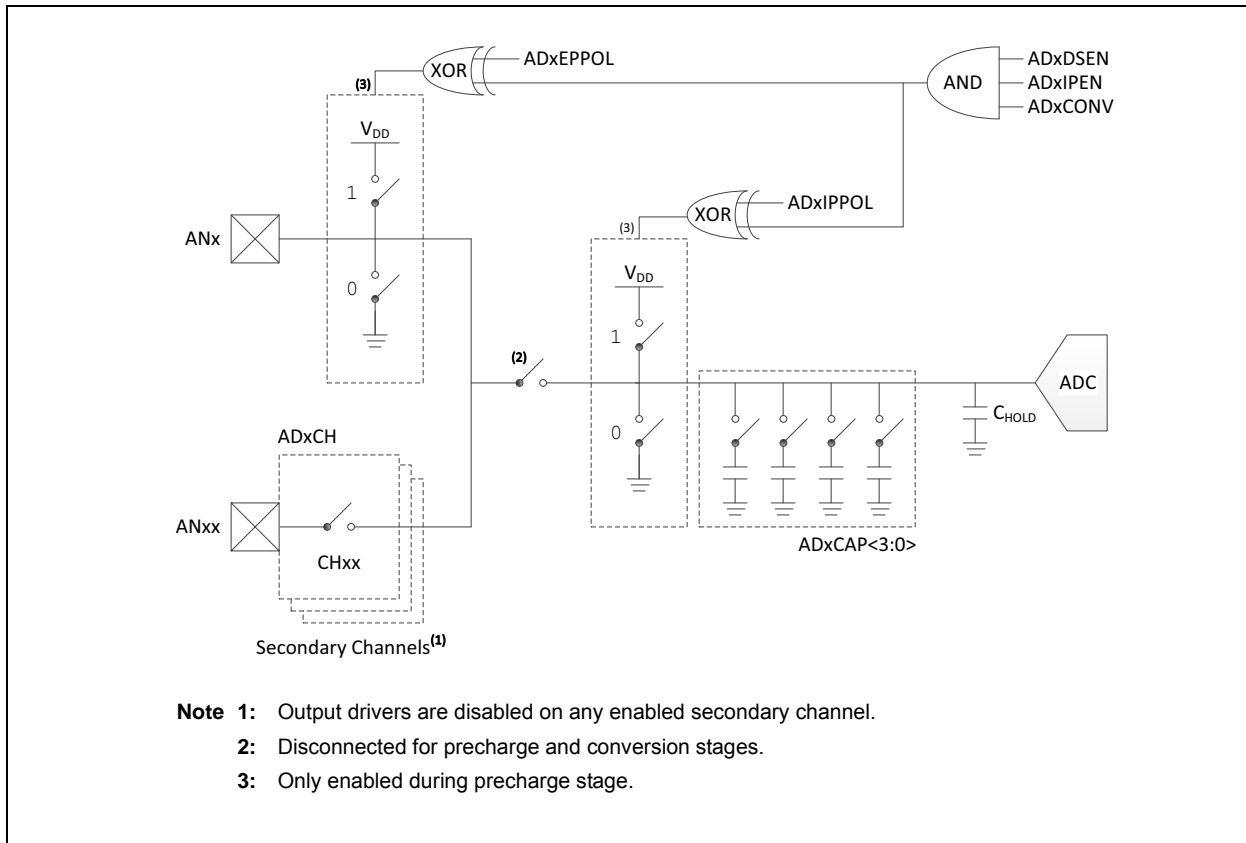 XOR
ADxEPPOL
AND
ADxDSEN
ADxIPEN
ADxCONV
(3)
VDD
1
0
ANx
XOR
ADxIPPOL
(3)
VDD
1
0
(2)
ADC
CHOLD
ADxCAP<3:0>
ADxCH
ANxx
CHxx
Secondary Channels(1)
Note 1: Output drivers are disabled on any enabled secondary channel.
2: Disconnected for precharge and conversion stages.
3: Only enabled during precharge stage.